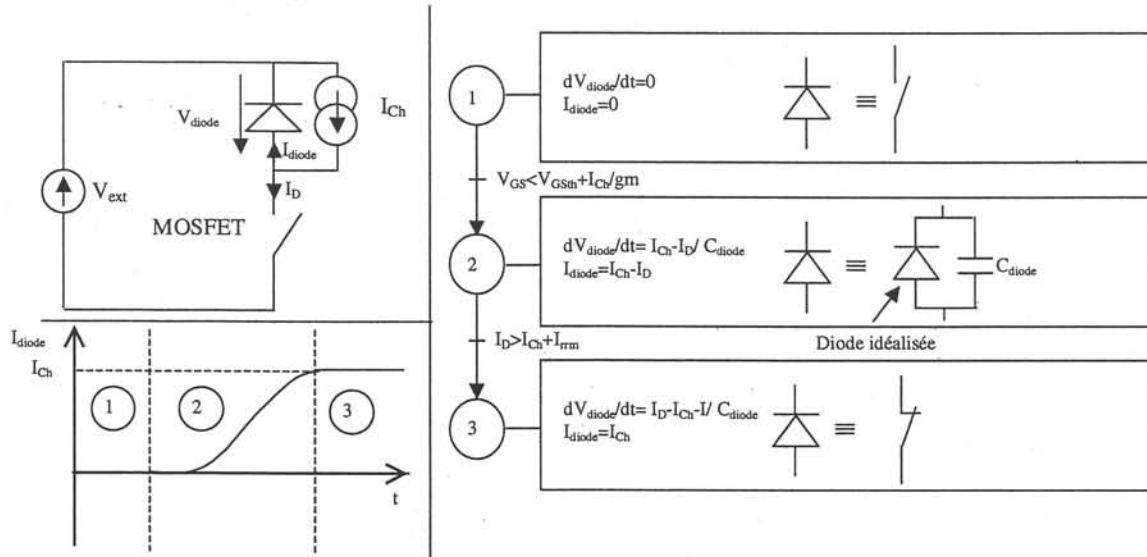 V_diode
I_Ch
I_diode
V_ext
I_D
MOSFET
I_diode
I_Ch
1
2
3
t
1
dV_diode/dt=0
I_diode=0
≡
V_GS<V_GSth+I_Ch/gm
2
dV_diode/dt= I_Ch-I_D/ C_diode
I_diode=I_Ch-I_D
≡
C_diode
I_D>I_Ch+I_rrm
Diode idéalisée
3
dV_diode/dt= I_D-I_Ch-I/ C_diode
I_diode=I_Ch
≡